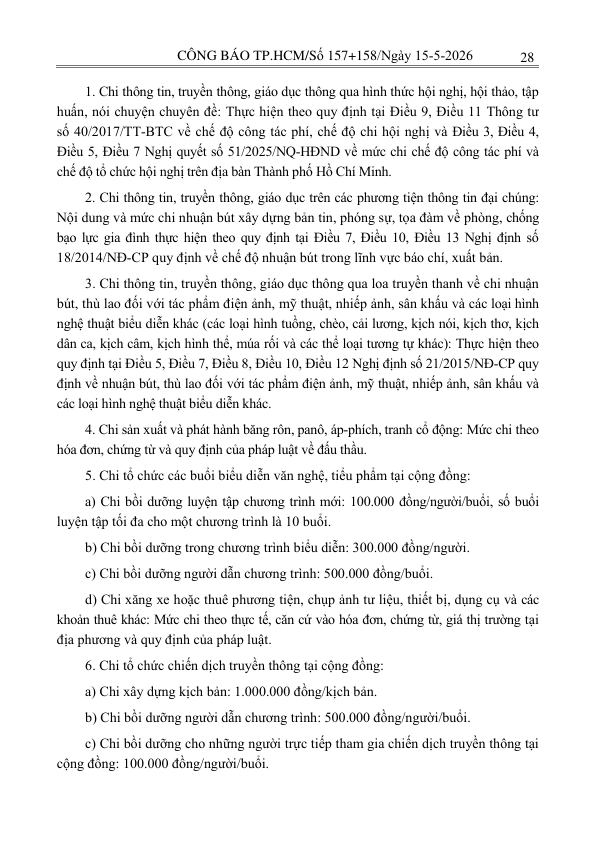 CÔNG BÁO TP.HCM/Số 157+158/Ngày 15-5-2026 28
1. Chi thông tin, truyền thông, giáo dục thông qua hình thức hội nghị, hội thảo, tập
huấn, nói chuyện chuyên đề: Thực hiện theo quy định tại Điều 9, Điều 11 Thông tư
số 40/2017/TT-BTC về chế độ công tác phí, chế độ chi hội nghị và Điều 3, Điều 4,
Điều 5, Điều 7 Nghị quyết số 51/2025/NQ-HĐND về mức chi chế độ công tác phí và
chế độ tổ chức hội nghị trên địa bàn Thành phố Hồ Chí Minh.
2. Chi thông tin, truyền thông, giáo dục trên các phương tiện thông tin đại chúng:
Nội dung và mức chi nhuận bút xây dựng bản tin, phóng sự, tọa đàm về phòng, chống
bạo lực gia đình thực hiện theo quy định tại Điều 7, Điều 10, Điều 13 Nghị định số
18/2014/NĐ-CP quy định về chế độ nhuận bút trong lĩnh vực báo chí, xuất bản.
3. Chi thông tin, truyền thông, giáo dục qua loa truyền thanh về chi nhuận
bút, thù lao đối với tác phẩm điện ảnh, mỹ thuật, nhiếp ảnh, sân khấu và các loại hình
nghệ thuật biểu diễn khác (các loại hình tuồng, chèo, cải lương, kịch nói, kịch thơ, kịch
dân ca, kịch câm, kịch hình thể, múa rối và các thể loại tương tự khác): Thực hiện theo
quy định tại Điều 5, Điều 7, Điều 8, Điều 10, Điều 12 Nghị định số 21/2015/NĐ-CP quy
định về nhuận bút, thù lao đối với tác phẩm điện ảnh, mỹ thuật, nhiếp ảnh, sân khấu và
các loại hình nghệ thuật biểu diễn khác.
4. Chi sản xuất và phát hành băng rôn, panô, áp-phích, tranh cổ động: Mức chi theo
hóa đơn, chứng từ và quy định của pháp luật về đấu thầu.
5. Chi tổ chức các buổi biểu diễn văn nghệ, tiểu phẩm tại cộng đồng:
a) Chi bồi dưỡng luyện tập chương trình mới: 100.000 đồng/người/buổi, số buổi
luyện tập tối đa cho một chương trình là 10 buổi.
b) Chi bồi dưỡng trong chương trình biểu diễn: 300.000 đồng/người.
c) Chi bồi dưỡng người dẫn chương trình: 500.000 đồng/buổi.
d) Chi xăng xe hoặc thuê phương tiện, chụp ảnh tư liệu, thiết bị, dụng cụ và các
khoản thuê khác: Mức chi theo thực tế, căn cứ vào hóa đơn, chứng từ, giá thị trường tại
địa phương và quy định của pháp luật.
6. Chi tổ chức chiến dịch truyền thông tại cộng đồng:
a) Chi xây dựng kịch bản: 1.000.000 đồng/kịch bản.
b) Chi bồi dưỡng người dẫn chương trình: 500.000 đồng/người/buổi.
c) Chi bồi dưỡng cho những người trực tiếp tham gia chiến dịch truyền thông tại
cộng đồng: 100.000 đồng/người/buổi.